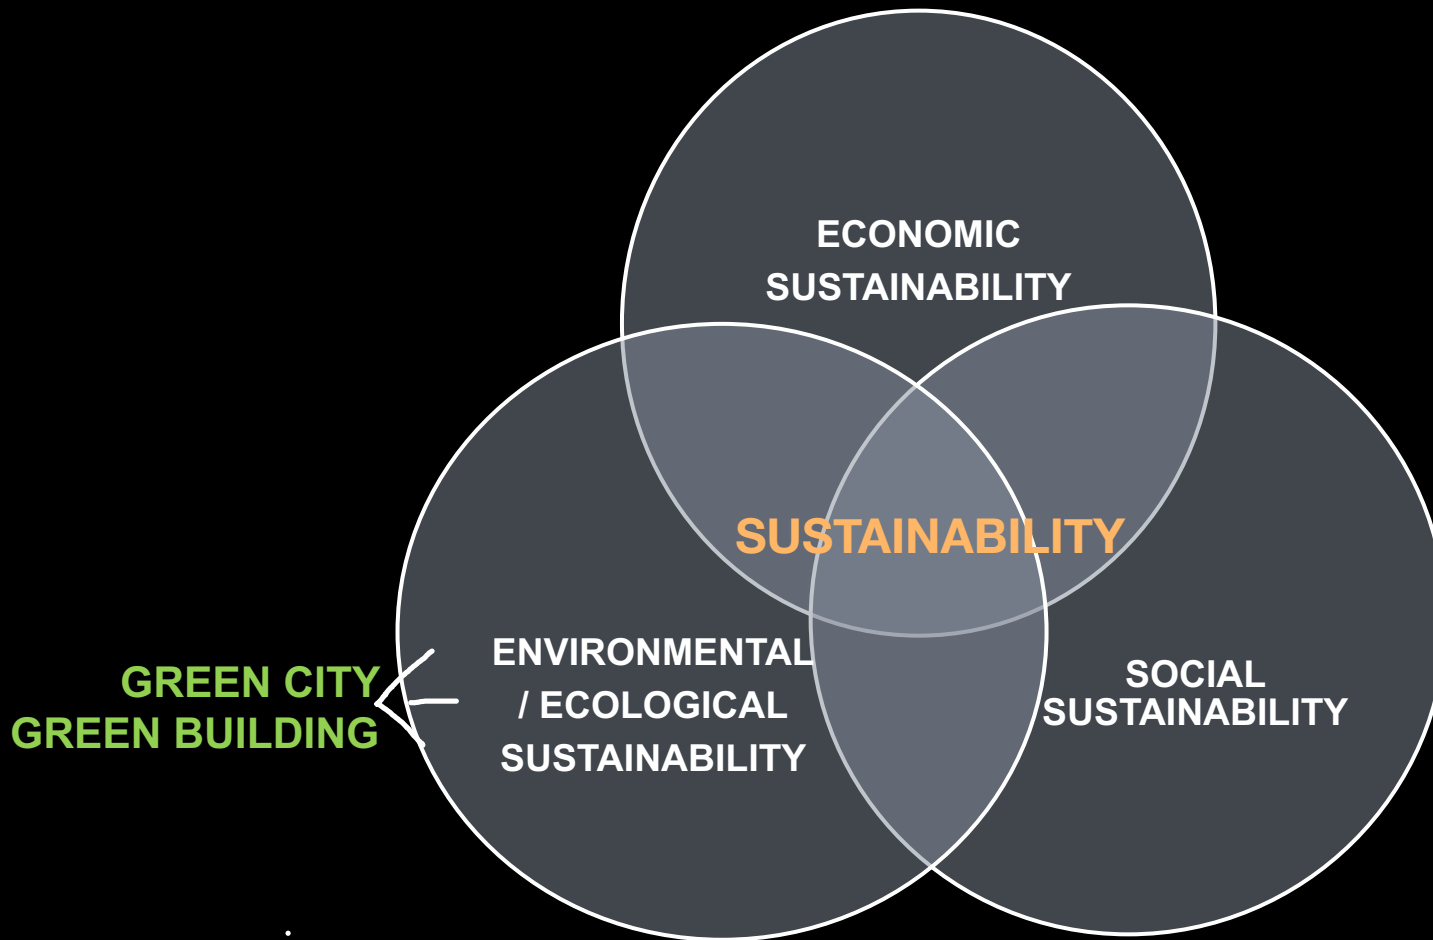 ECONOMIC
SUSTAINABILITY
SUSTAINABILITY
ENVIRONMENTAL
/ ECOLOGICAL
SUSTAINABILITY
SOCIAL
SUSTAINABILITY
GREEN CITY
GREEN BUILDING